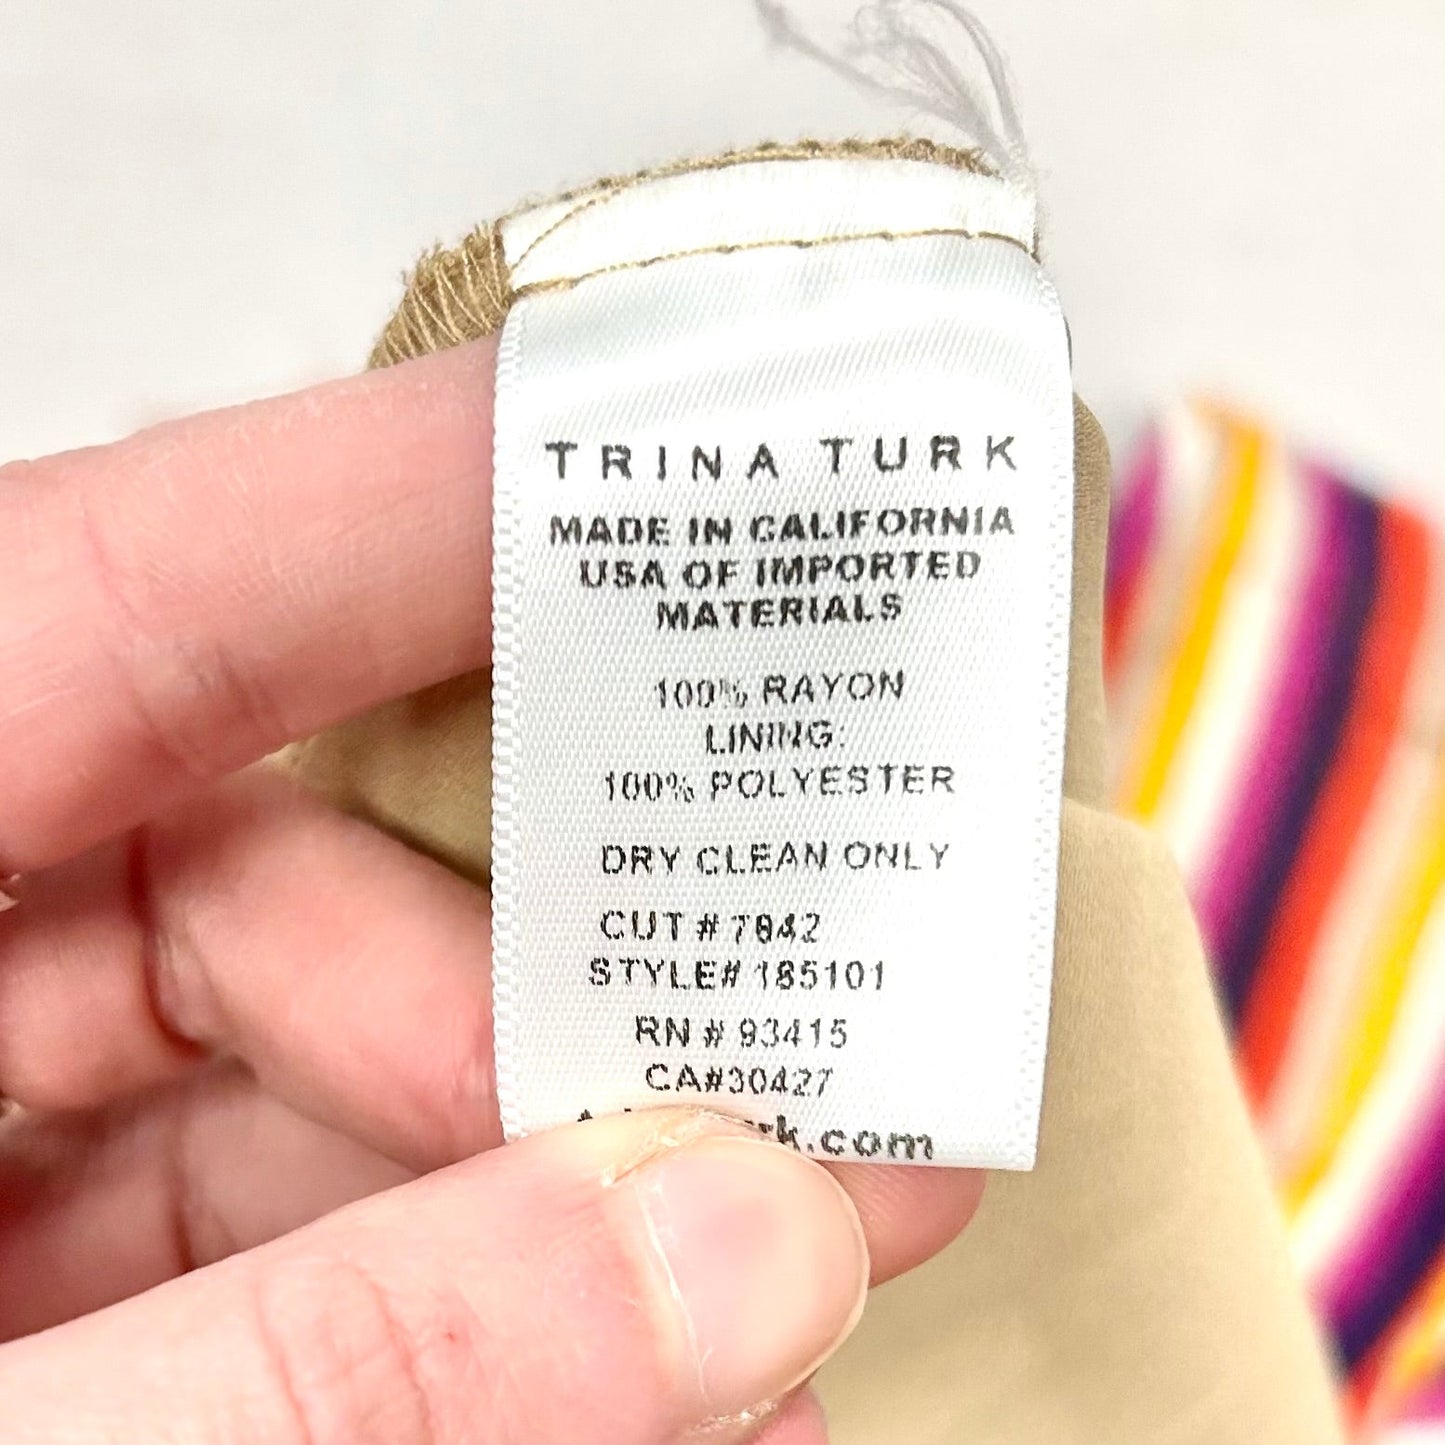 TRINA TURK
MADE IN CALIFORNIA
USA OF IMPORTED
MATERIALS
100% RAYON
LINING:
100% POLYESTER
DRY CLEAN ONLY
CUT # 7842
STYLE# 185101
RN # 93415
CA#30427